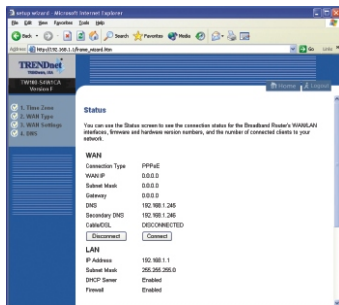 Setup wizard - Microsoft Internet Explorer
File Edit View Favorites Tools Help
Back Search Favorites Media
Address http://192.168.1.1/frame_wizard.htm Go Links
TRENDnet
TRENDware, USA
TW100-S4W1CA
Version F
Home Logout
1. Time Zone
2. WAN Type
3. WAN Settings
4. DNS
Status
You can use the Status screen to see the connection status for the Broadband Router's WAN/LAN
interfaces, firmware and hardware version numbers, and the number of connected clients to your
network.
WAN
Connection Type PPPoE
WAN IP 0.0.0.0
Subnet Mask 0.0.0.0
Gateway 0.0.0.0
DNS 192.168.1.245
Secondary DNS 192.168.1.246
Cable/DSL DISCONNECTED
Disconnect Connect
LAN
IP Address 192.168.1.1
Subnet Mask 255.255.255.0
DHCP Server Enabled
Firewall Enabled